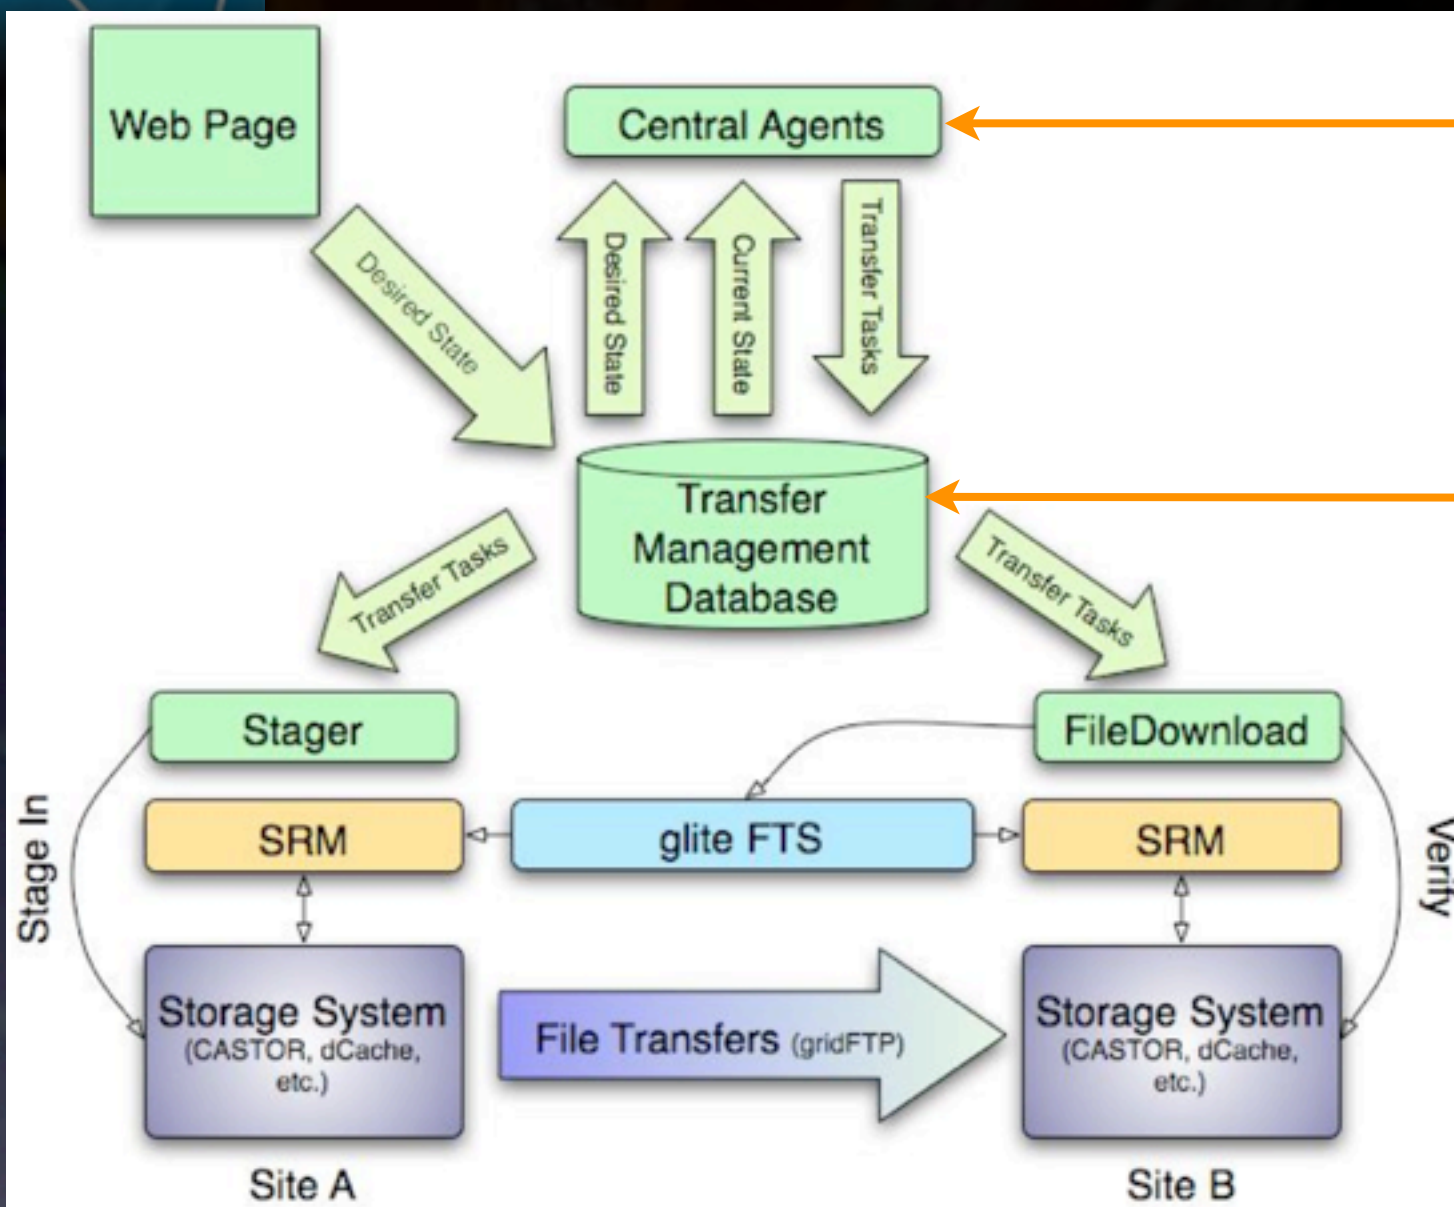 Web Page
Central Agents
Desired State
Desired State
Current State
Transfer Tasks
Transfer
Management
Database
Transfer Tasks
Transfer Tasks
Stager
FileDownload
Stage In
SRM
glite FTS
SRM
Verify
Storage System
(CASTOR, dCache,
etc.)
File Transfers (gridFTP)
Storage System
(CASTOR, dCache,
etc.)
Site A
Site B